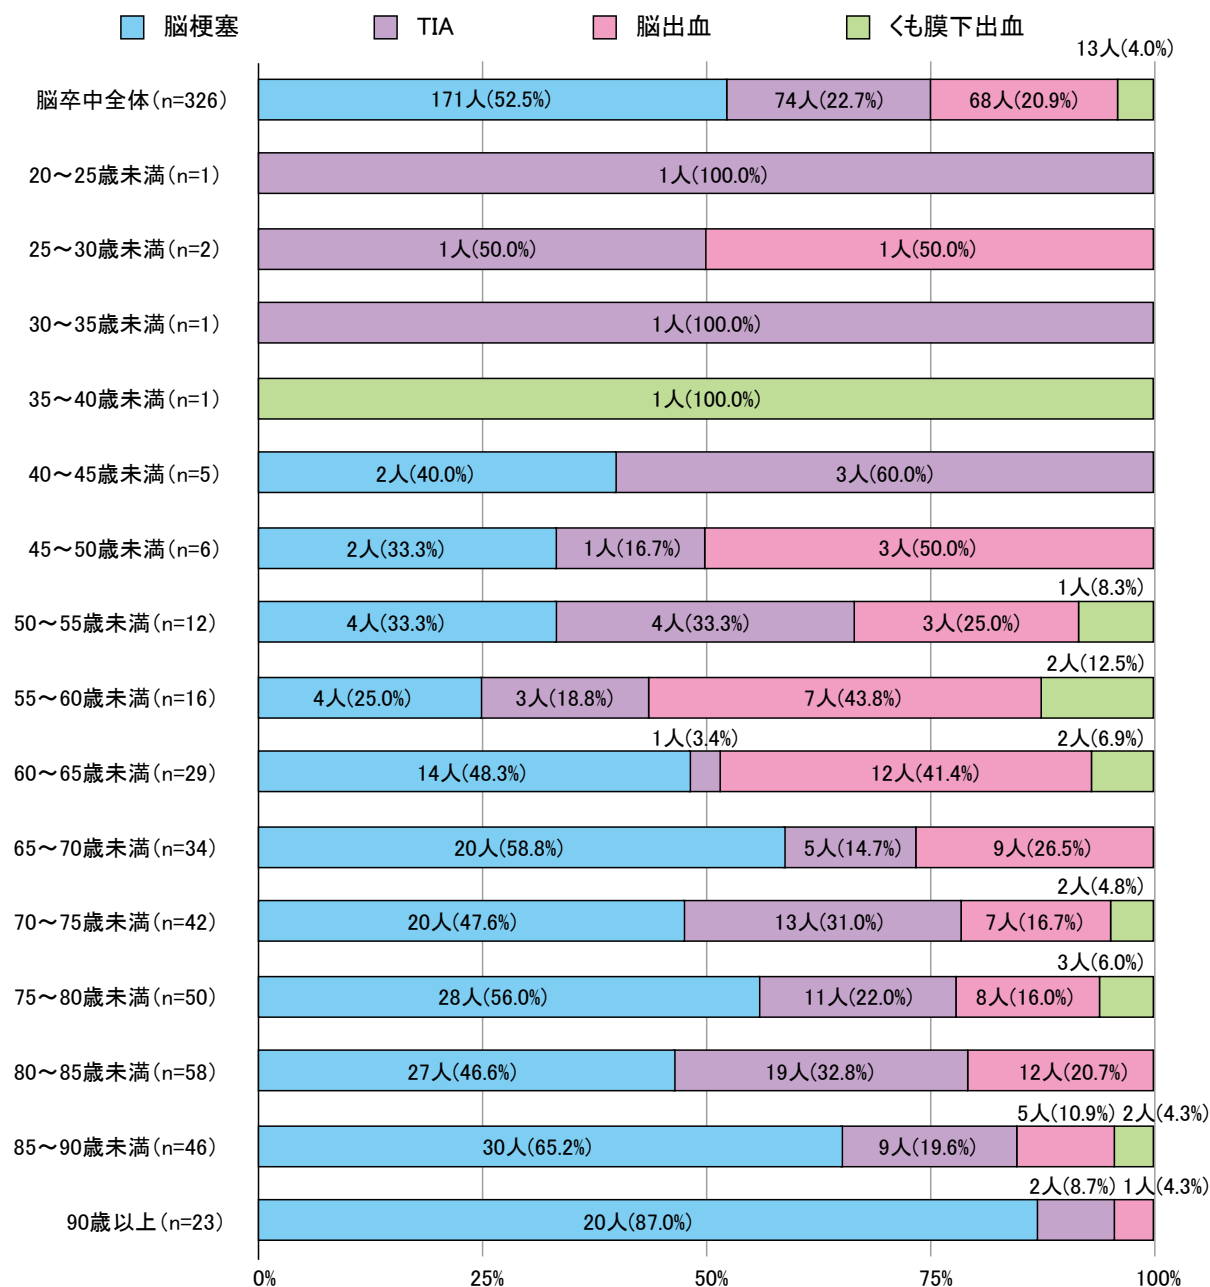 脳梗塞 TIA 脳出血 くも膜下出血
13人(4.0%)
脳卒中全体(n=326) 171人(52.5%) 74人(22.7%) 68人(20.9%)
20～25歳未満(n=1) 1人(100.0%)
25～30歳未満(n=2) 1人(50.0%) 1人(50.0%)
30～35歳未満(n=1) 1人(100.0%)
35～40歳未満(n=1) 1人(100.0%)
40～45歳未満(n=5) 2人(40.0%) 3人(60.0%)
45～50歳未満(n=6) 2人(33.3%) 1人(16.7%) 3人(50.0%)
1人(8.3%)
50～55歳未満(n=12) 4人(33.3%) 4人(33.3%) 3人(25.0%)
2人(12.5%)
55～60歳未満(n=16) 4人(25.0%) 3人(18.8%) 7人(43.8%)
1人(3.4%) 2人(6.9%)
60～65歳未満(n=29) 14人(48.3%) 12人(41.4%)
65～70歳未満(n=34) 20人(58.8%) 5人(14.7%) 9人(26.5%)
2人(4.8%)
70～75歳未満(n=42) 20人(47.6%) 13人(31.0%) 7人(16.7%)
3人(6.0%)
75～80歳未満(n=50) 28人(56.0%) 11人(22.0%) 8人(16.0%)
80～85歳未満(n=58) 27人(46.6%) 19人(32.8%) 12人(20.7%)
5人(10.9%) 2人(4.3%)
85～90歳未満(n=46) 30人(65.2%) 9人(19.6%)
2人(8.7%) 1人(4.3%)
90歳以上(n=23) 20人(87.0%)
0% 25% 50% 75% 100%